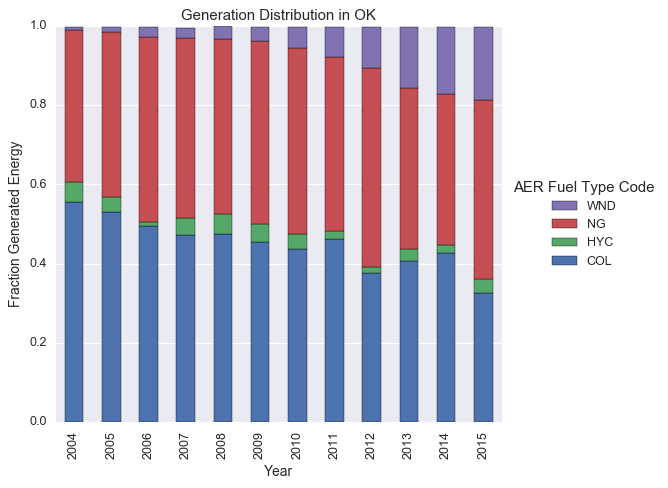 Generation Distribution in OK
Fraction Generated Energy
1.0
0.8
0.6
0.4
0.2
0.0
2004 2005 2006 2007 2008 2009 2010 2011 2012 2013 2014 2015
Year
AER Fuel Type Code
WND
NG
HYC
COL